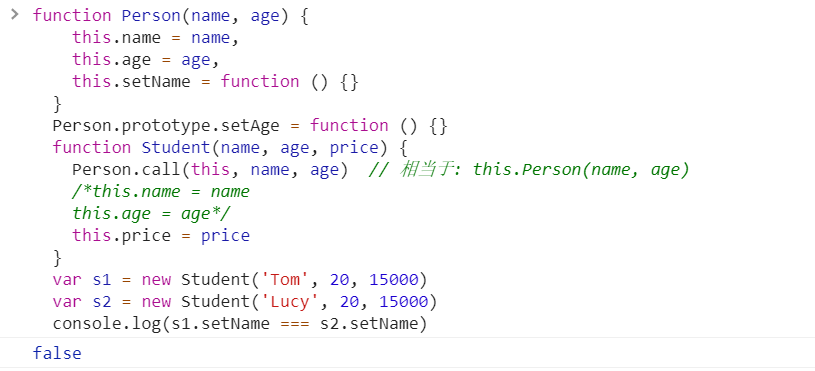 > function Person(name, age) {
this.name = name,
this.age = age,
this.setName = function () {}
}
Person.prototype.setAge = function () {}
function Student(name, age, price) {
Person.call(this, name, age)  // 相当于: this.Person(name, age)
/*this.name = name
this.age = age*/
this.price = price
}
var s1 = new Student('Tom', 20, 15000)
var s2 = new Student('Lucy', 20, 15000)
console.log(s1.setName === s2.setName)
false